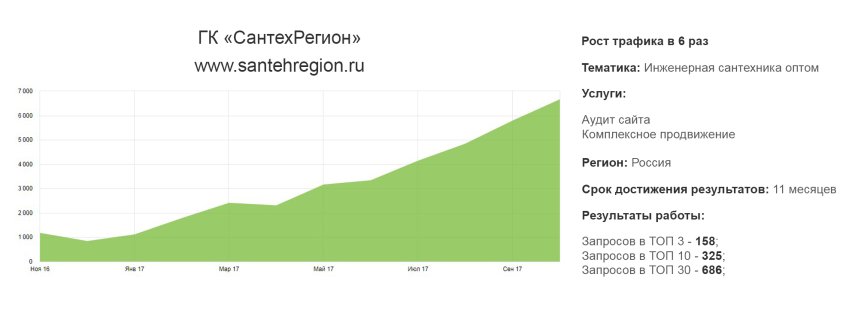 ГК «СантехРегион»
www.santehregion.ru
7 000
6 000
5 000
4 000
3 000
2 000
1 000
0
Ноя 16
Янв 17
Мар 17
Май 17
Июл 17
Сен 17
Рост трафика в 6 раз
Тематика: Инженерная сантехника оптом
Услуги:
Аудит сайта
Комплексное продвижение
Регион: Россия
Срок достижения результатов: 11 месяцев
Результаты работы:
Запросов в ТОП 3 - 158;
Запросов в ТОП 10 - 325;
Запросов в ТОП 30 - 686;